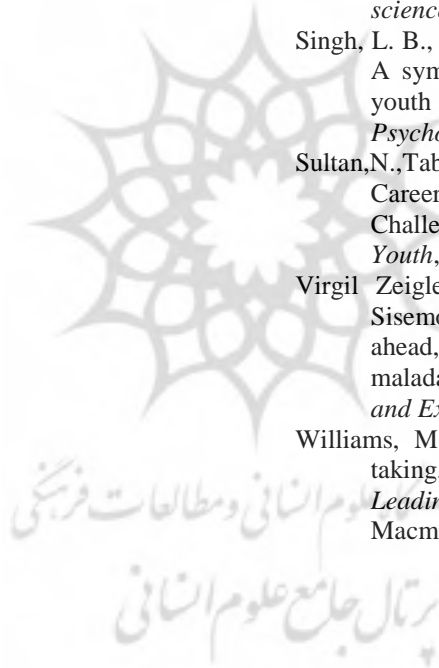 science
Singh, L. B.,
A sym
youth
Psycho
Sultan,N.,Tab
Career
Challe
Youth,
Virgil Zeigle
Sisemo
ahead,
malada
and Ex
Williams, M
taking.
علوم انسانی و مطالعات فرهنگی
Leadin
Macm
پرتال جامع علوم انسانی